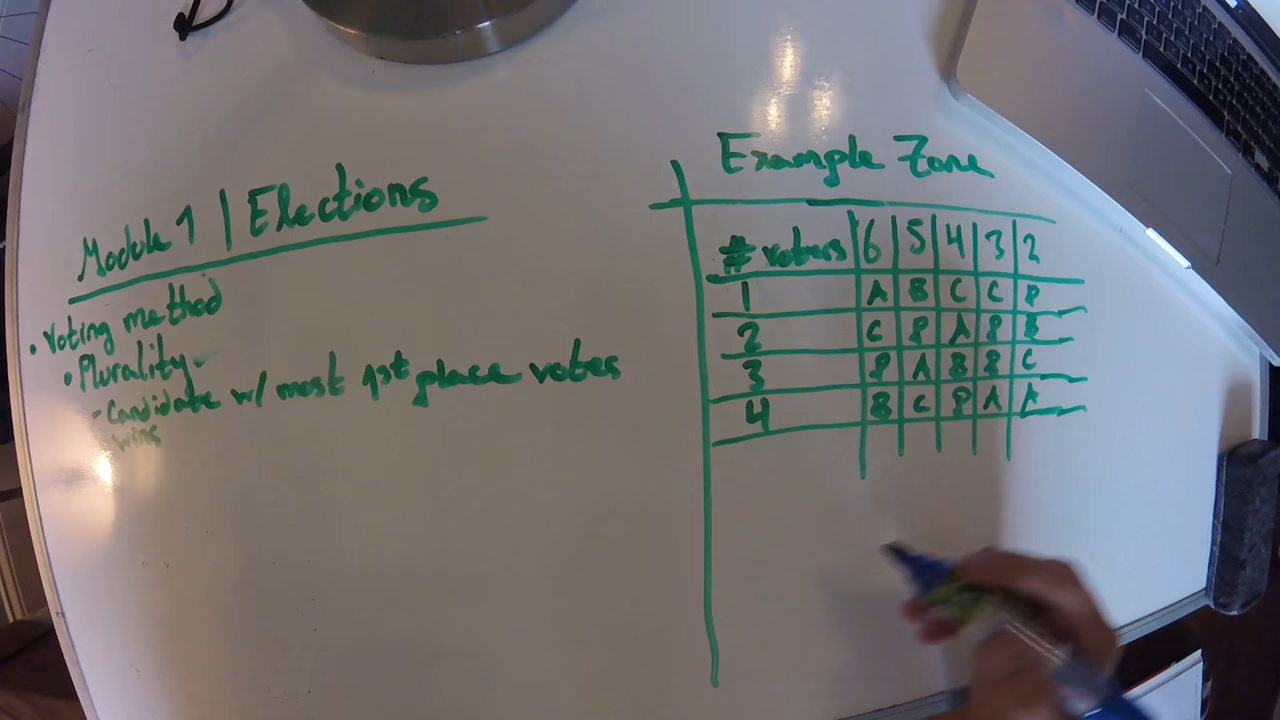 Module 1 | Elections
• Voting method
• Plurality
- Candidate w/ most 1st place votes
wins
Example Zone
# voters 6 5 4 3 2
1 A B C C D
2 C D A D B
3 D A B B C
4 B C D A A